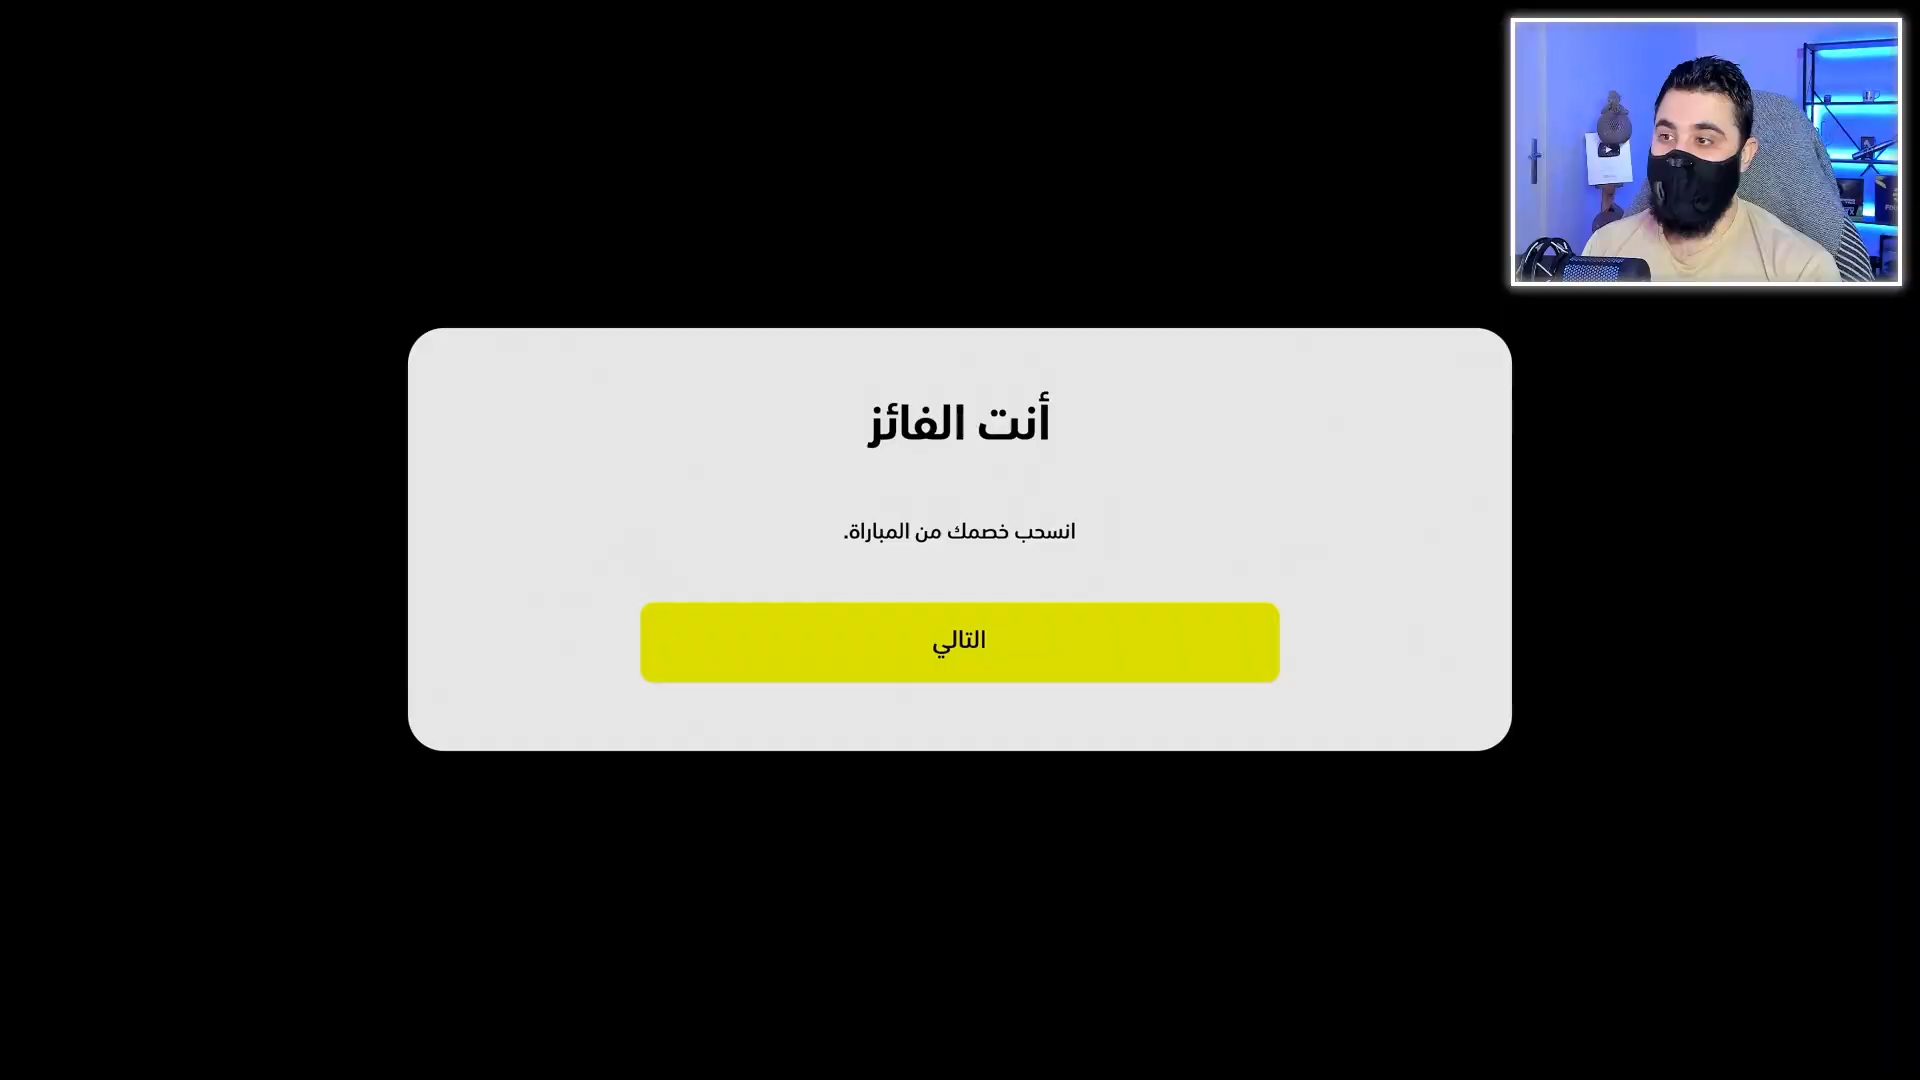 أنت الفائز
انسحب خصمك من المباراة.
التالي